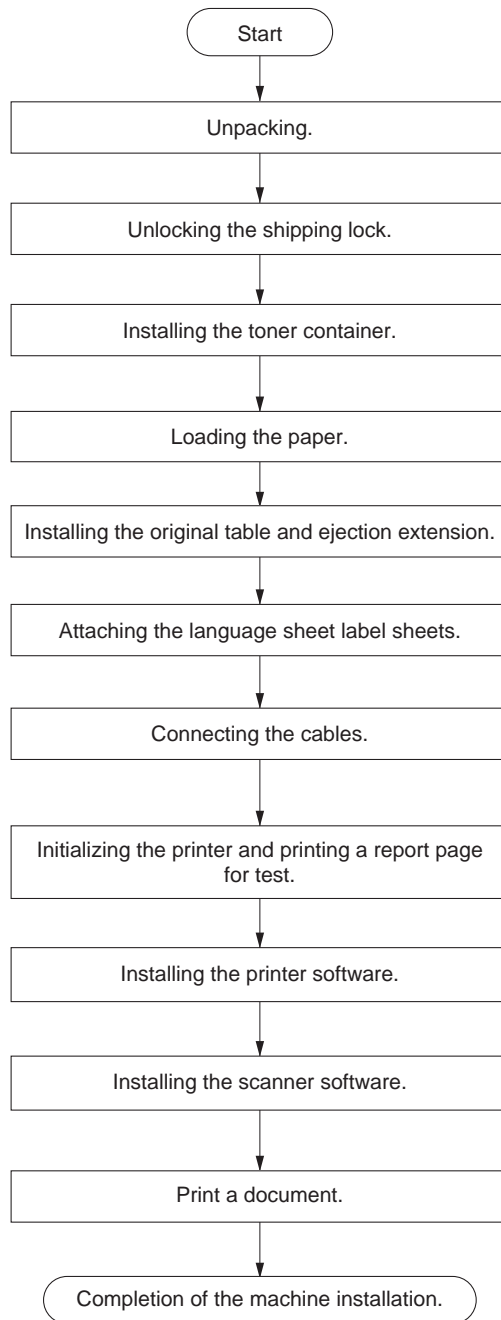 Start
Unpacking.
Unlocking the shipping lock.
Installing the toner container.
Loading the paper.
Installing the original table and ejection extension.
Attaching the language sheet label sheets.
Connecting the cables.
Initializing the printer and printing a report page
for test.
Installing the printer software.
Installing the scanner software.
Print a document.
Completion of the machine installation.